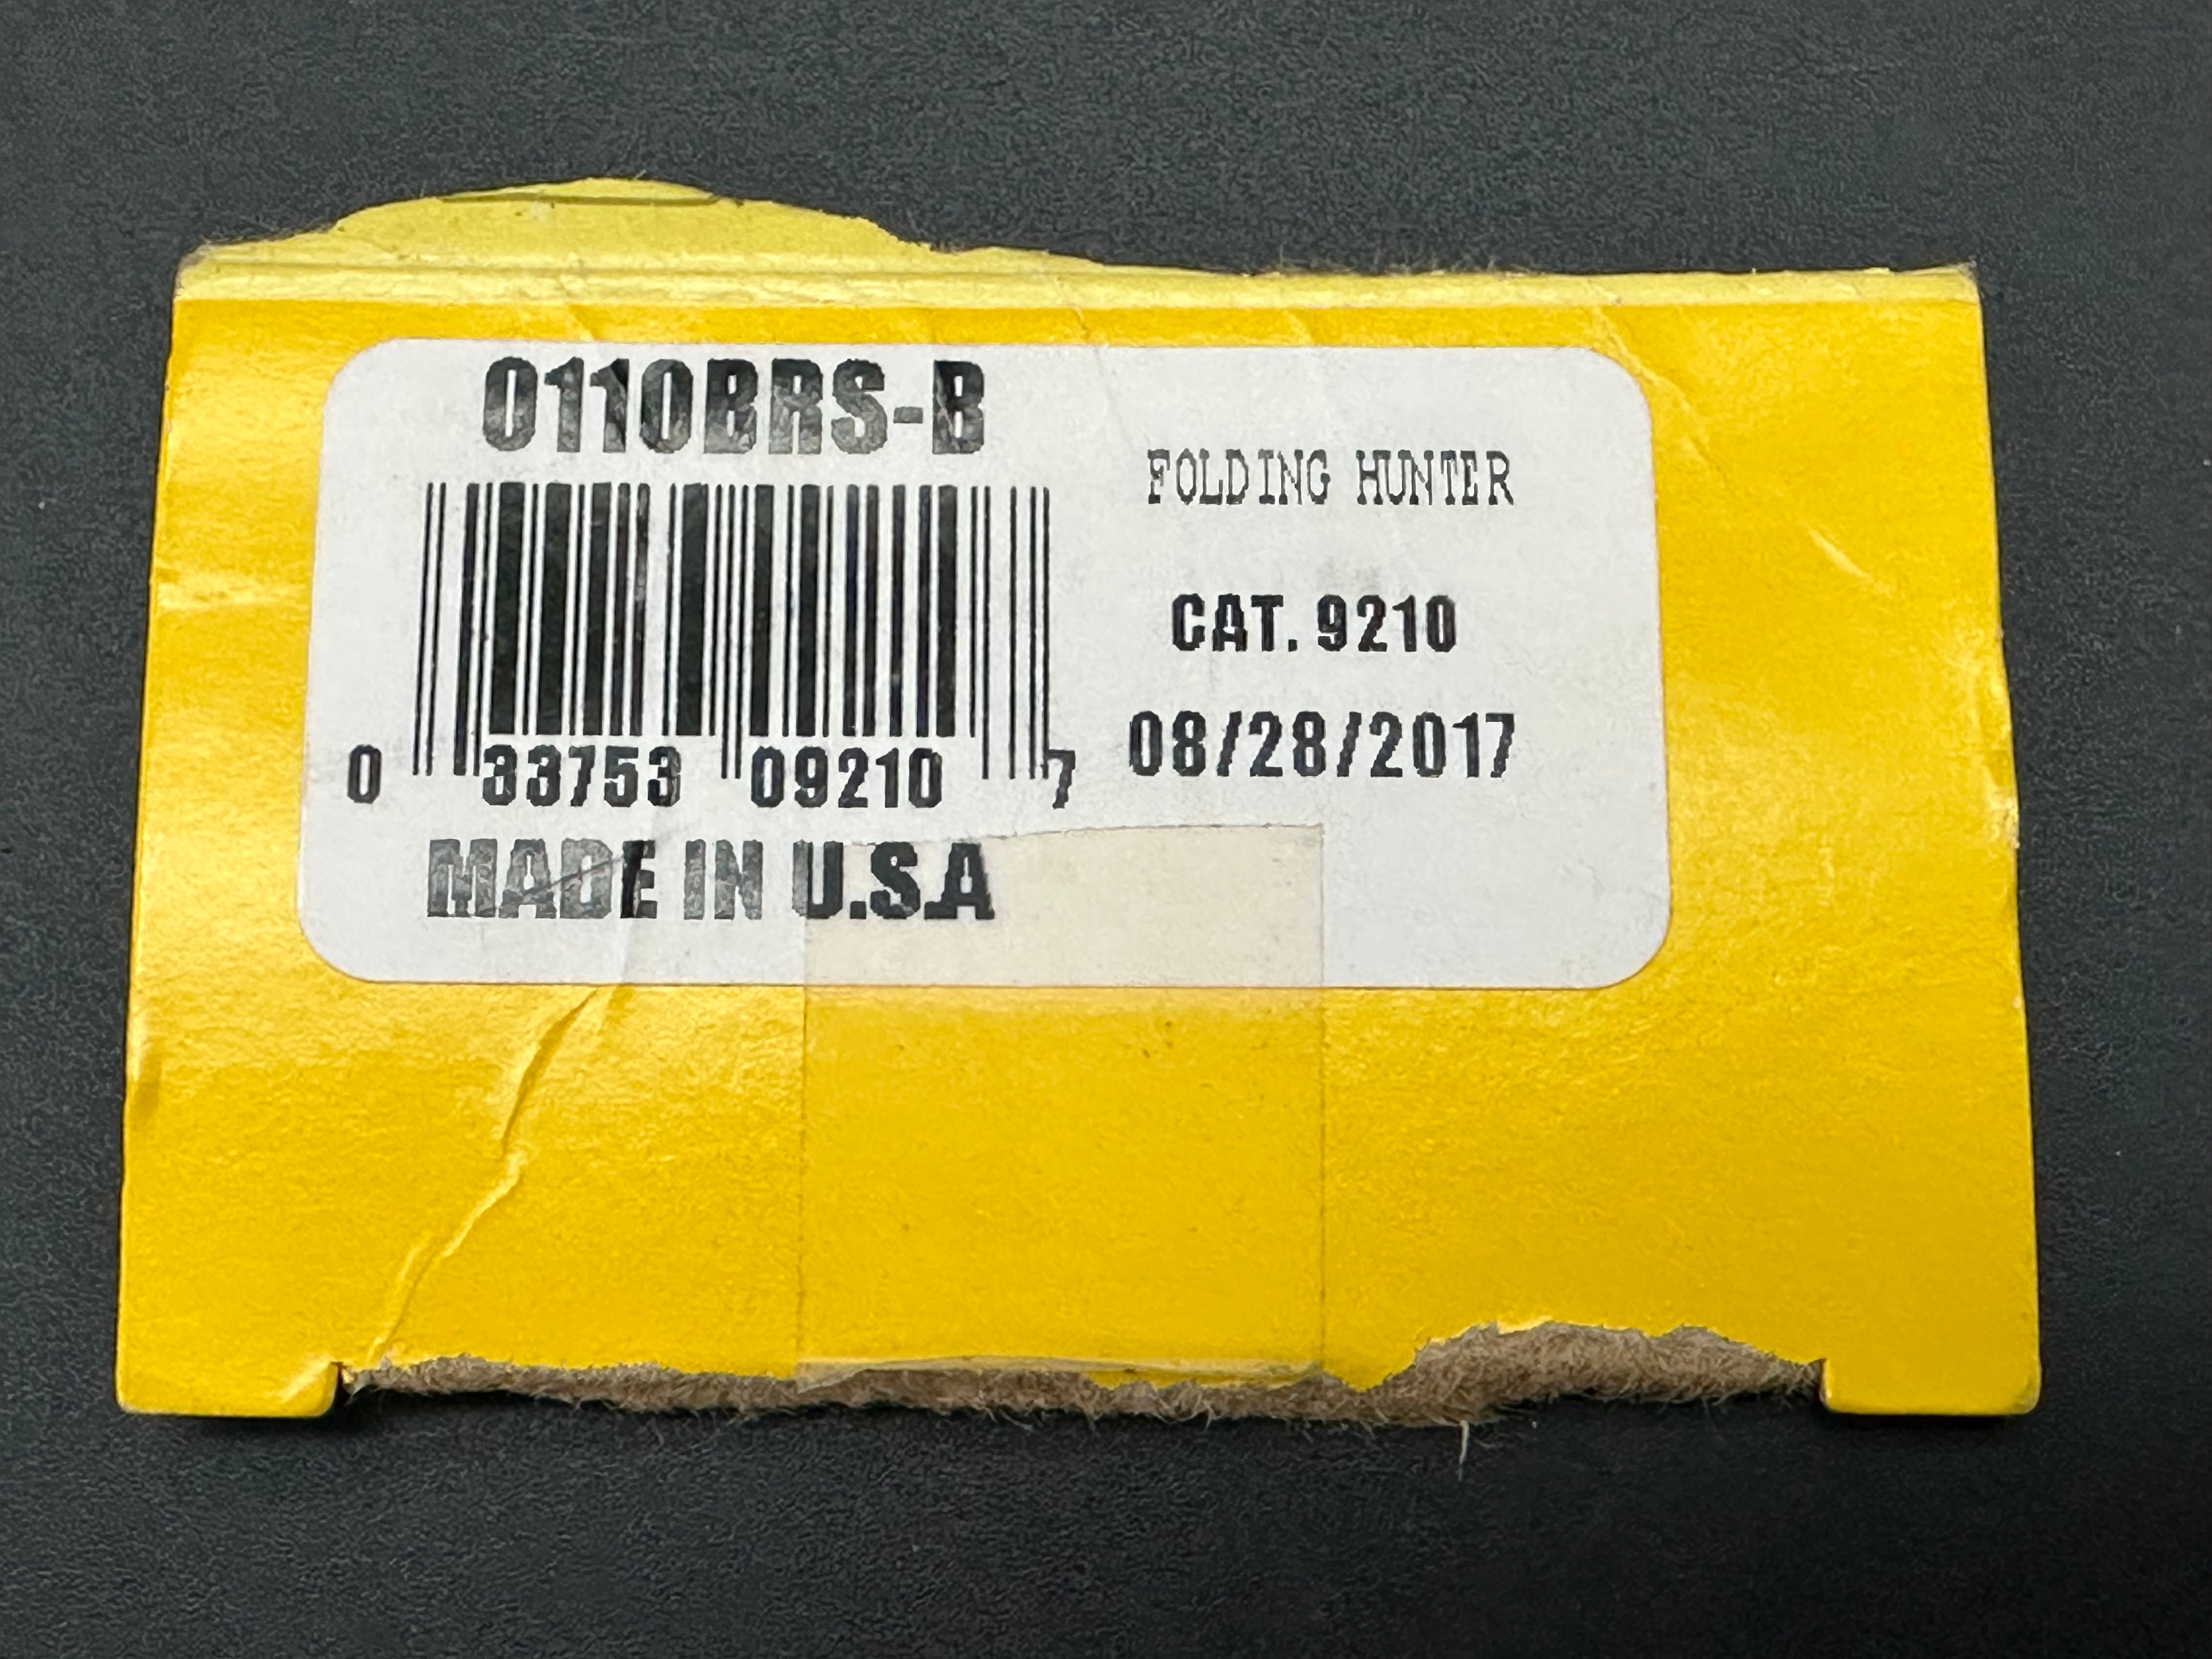 0110BRS-B
FOLDING HUNTER
CAT. 9210
08/28/2017
0 33753 09210 7
MADE IN U.S.A